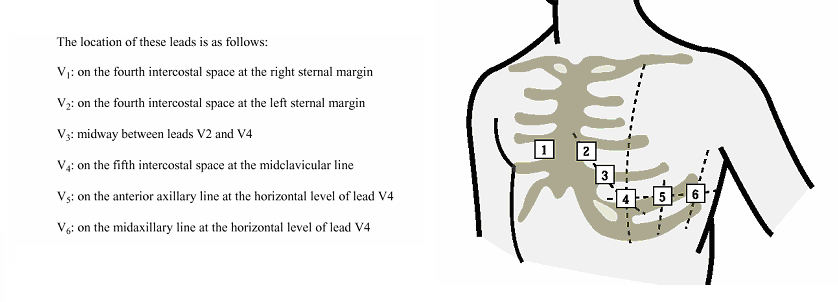 The location of these leads is as follows:
V₁: on the fourth intercostal space at the right sternal margin
V₂: on the fourth intercostal space at the left sternal margin
V₃: midway between leads V2 and V4
V₄: on the fifth intercostal space at the midclavicular line
V₅: on the anterior axillary line at the horizontal level of lead V4
V₆: on the midaxillary line at the horizontal level of lead V4
1
2
3
4
5
6